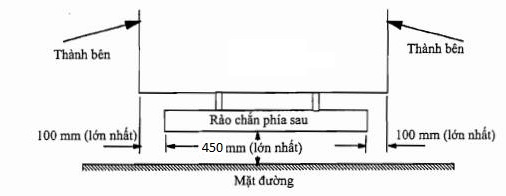 Thành bên
Thành bên
Rào chắn phía sau
100 mm (lớn nhất)
450 mm (lớn nhất)
100 mm (lớn nhất)
Mặt đường